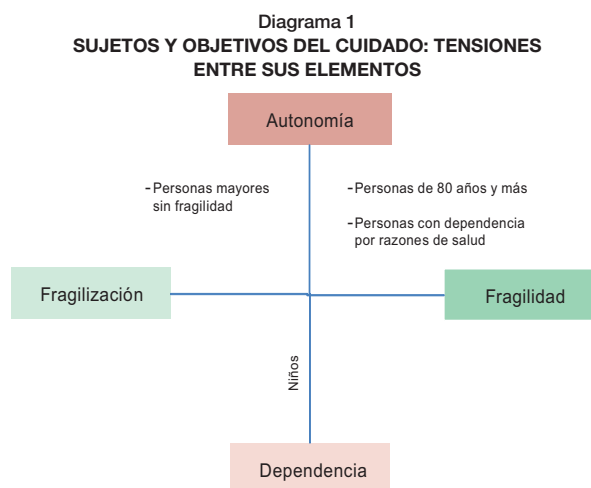 Diagrama 1
SUJETOS Y OBJETIVOS DEL CUIDADO: TENSIONES
ENTRE SUS ELEMENTOS
Autonomía
-Personas mayores
sin fragilidad
-Personas de 80 años y más
-Personas con dependencia
por razones de salud
Fragilización
Fragilidad
Niños
Dependencia